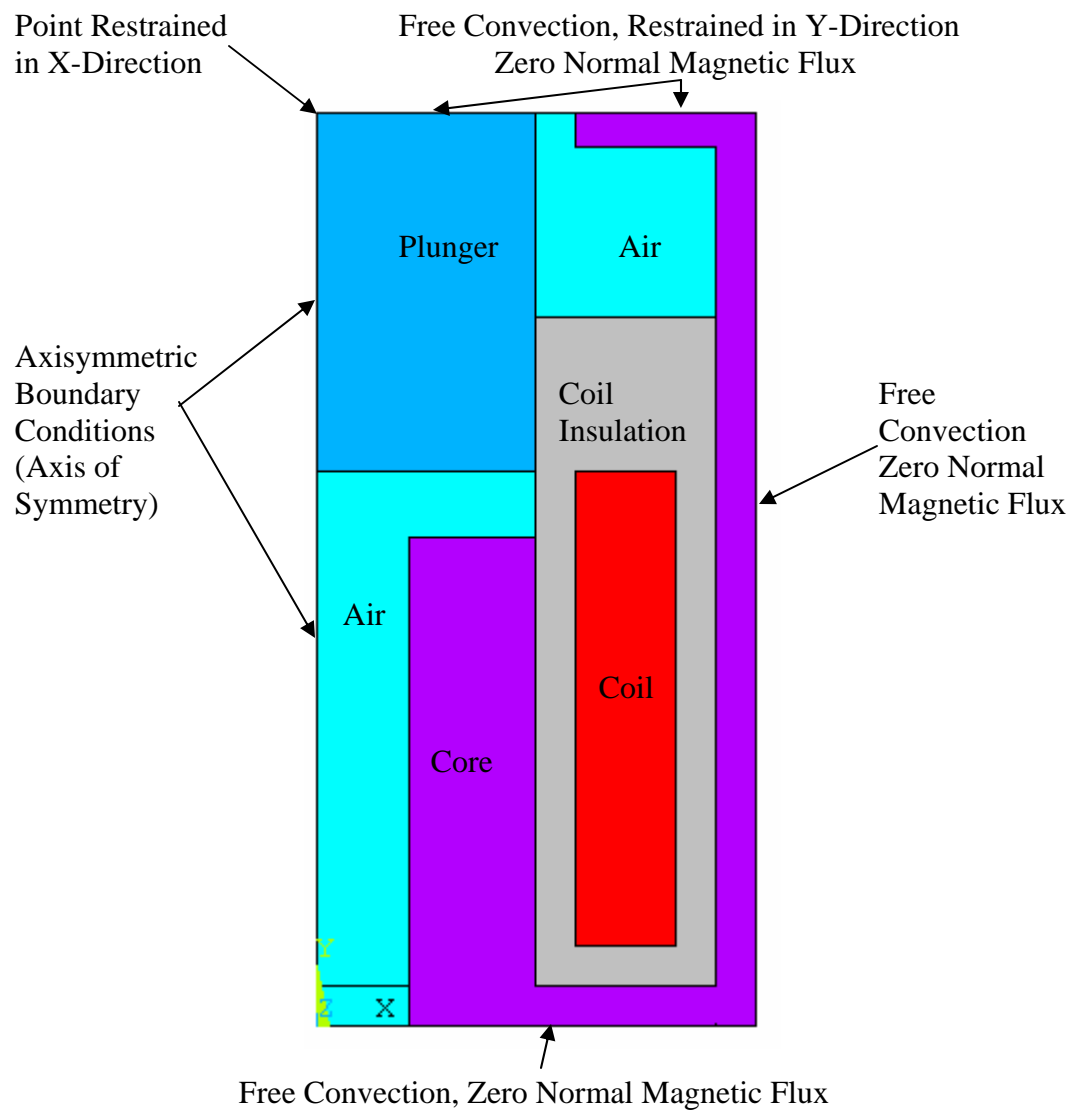 Point Restrained
in X-Direction
Free Convection, Restrained in Y-Direction
Zero Normal Magnetic Flux
Plunger
Air
Axisymmetric
Boundary
Conditions
(Axis of
Symmetry)
Coil
Insulation
Free
Convection
Zero Normal
Magnetic Flux
Air
Coil
Core
Y
Z
X
Free Convection, Zero Normal Magnetic Flux